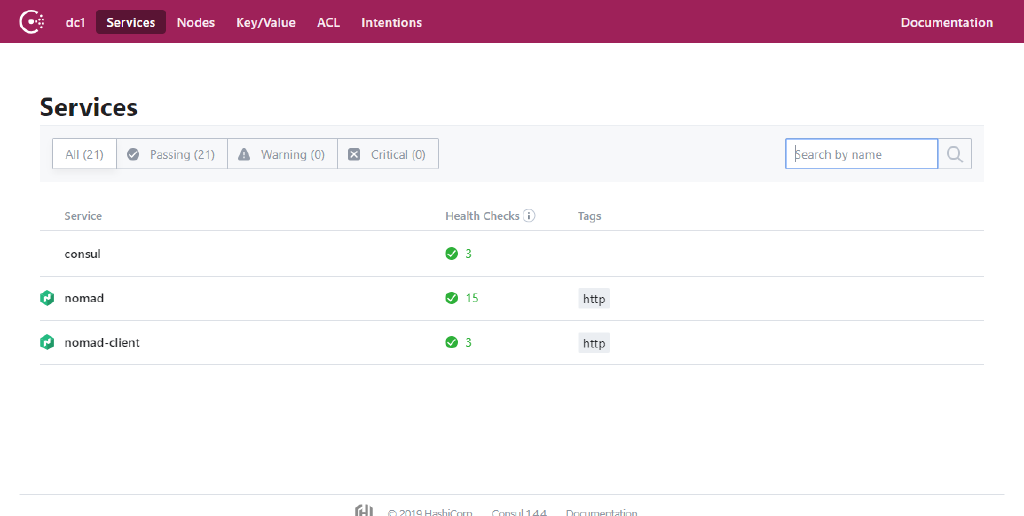 dc1 Services Nodes Key/Value ACL Intentions Documentation
Services
All (21) Passing (21) Warning (0) Critical (0) Search by name
Service Health Checks Tags
consul 3
nomad 15 http
nomad-client 3 http
© 2019 HashiCorp Consul 1.4.4 Documentation